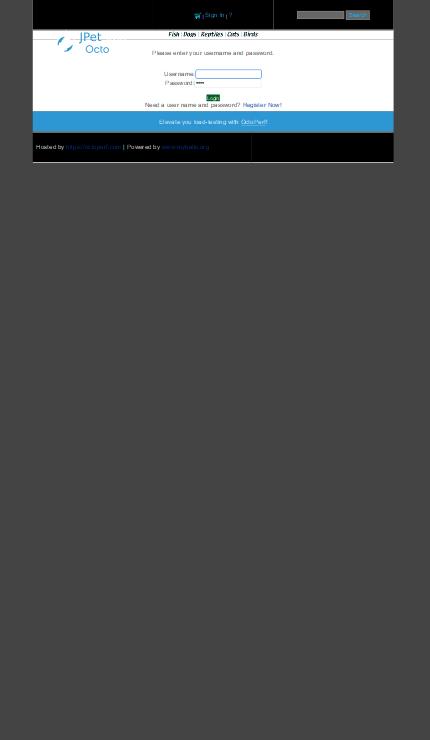 Sign In | ?
Search
JPet
Octo
Fish | Dogs | Reptiles | Cats | Birds
Please enter your username and password.
Username:
Password: ****
Login
Need a user name and password? Register Now!
Elevate you load-testing with OctoPerf!
Hosted by https://octoperf.com | Powered by www.mybatis.org